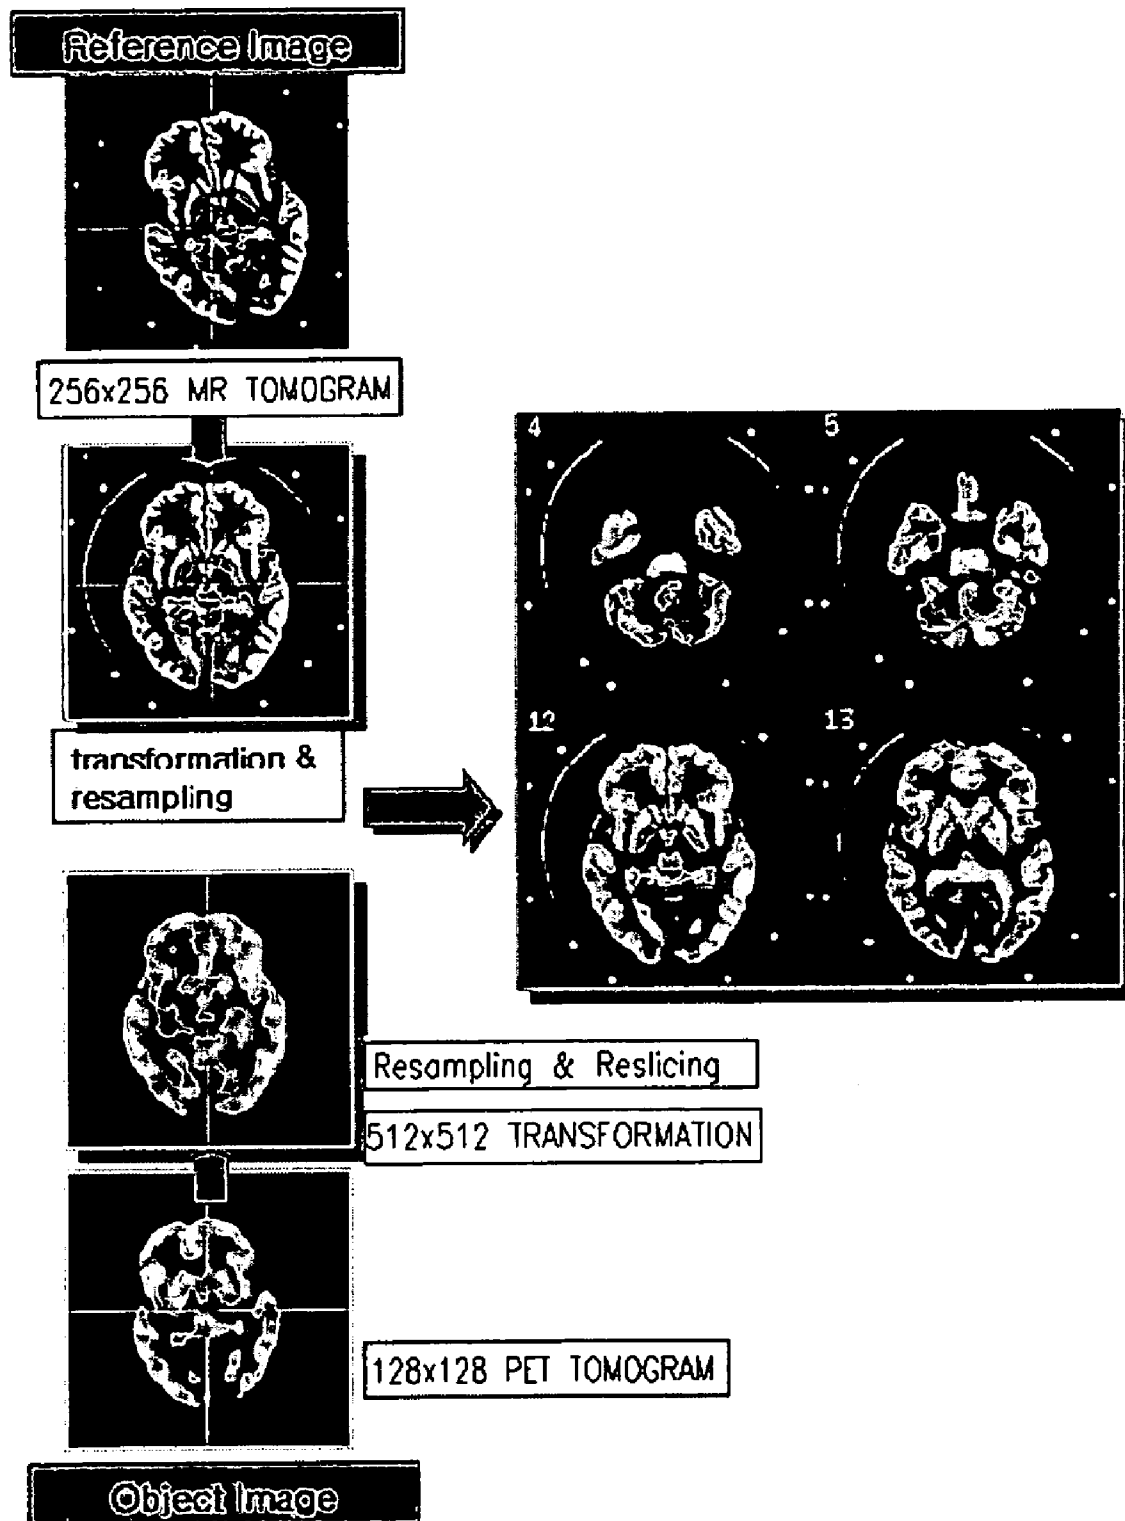 Reference Image
256x256 MR TOMOGRAM
4
5
12
13
transformation &
resampling
Resampling & Reslicing
512x512 TRANSFORMATION
128x128 PET TOMOGRAM
Object Image